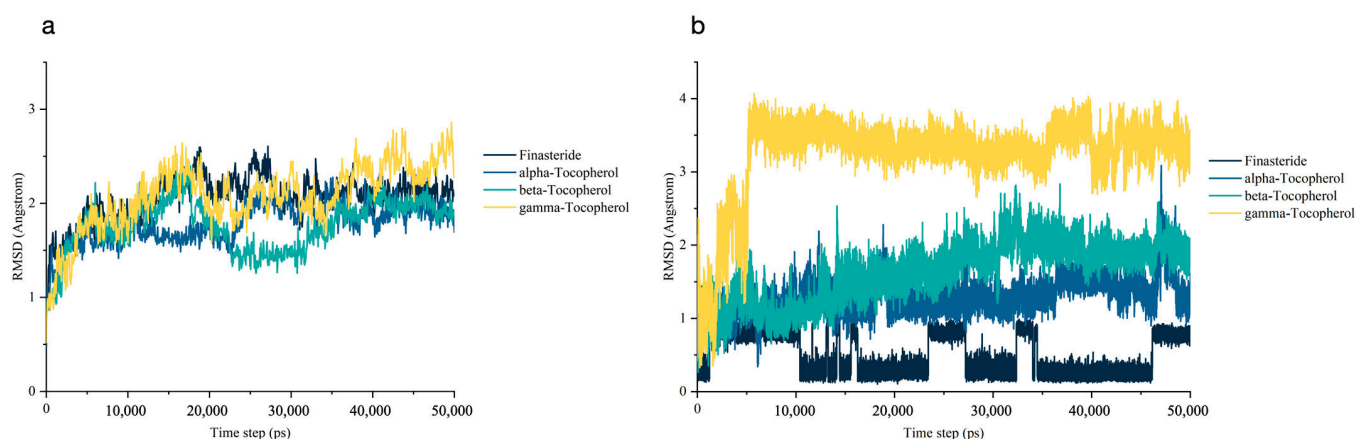 a
RMSD (Angstrom)
3
2
1
0
0
10,000
20,000
30,000
40,000
50,000
Time step (ps)
Finasteride
alpha-Tocopherol
beta-Tocopherol
gamma-Tocopherol
b
RMSD (Angstrom)
4
3
2
1
0
0
10,000
20,000
30,000
40,000
50,000
Time step (ps)
Finasteride
alpha-Tocopherol
beta-Tocopherol
gamma-Tocopherol